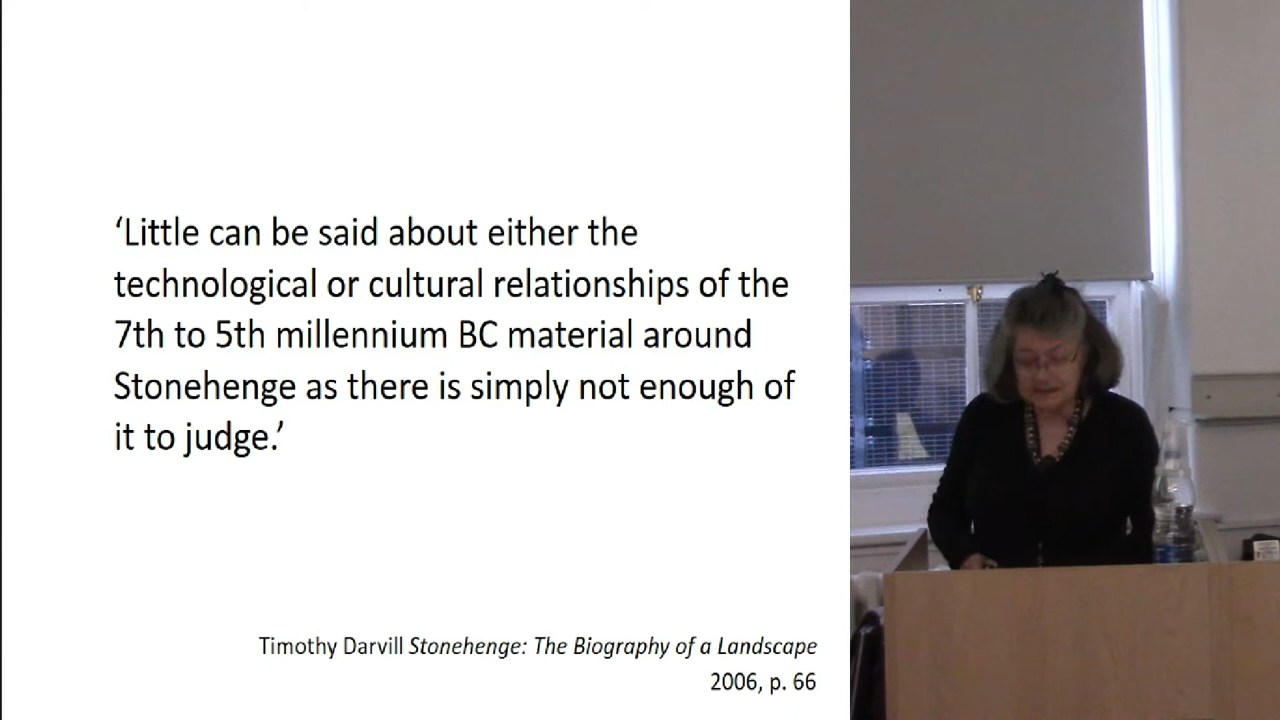 ‘Little can be said about either the
technological or cultural relationships of the
7th to 5th millennium BC material around
Stonehenge as there is simply not enough of
it to judge.’
Timothy Darvill Stonehenge: The Biography of a Landscape
2006, p. 66